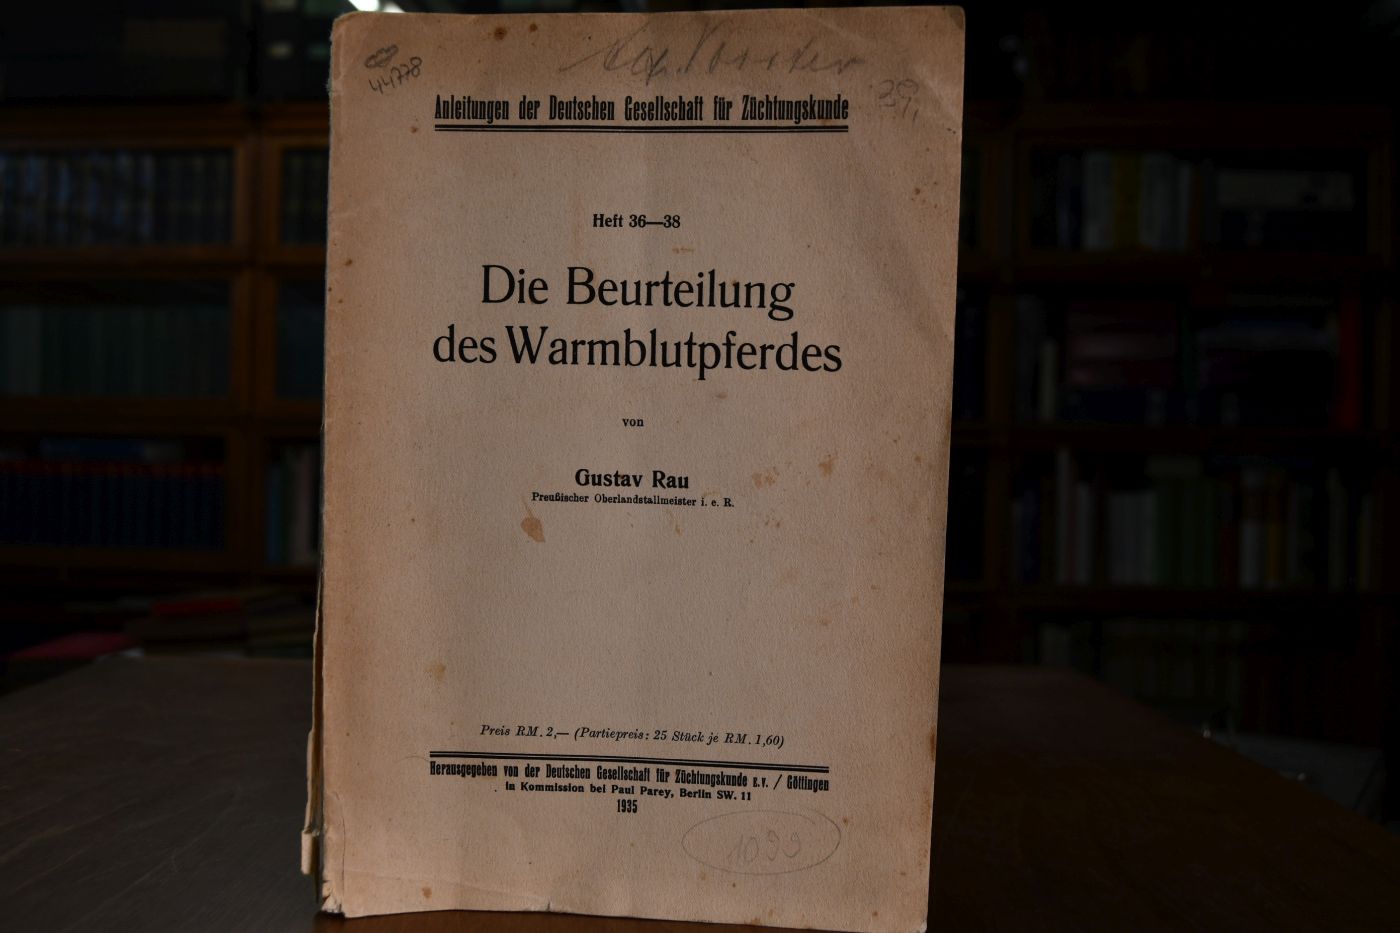 44778
Anleitungen der Deutschen Gesellschaft für Züchtungskunde
Heft 36—38
Die Beurteilung
des Warmblutpferdes
von
Gustav Rau
Preußischer Oberlandstallmeister i. e. R.
Preis RM. 2,— (Partiepreis: 25 Stück je RM. 1,60)
Herausgegeben von der Deutschen Gesellschaft für Züchtungskunde E.V. / Göttingen
in Kommission bei Paul Parey, Berlin SW. 11
1935